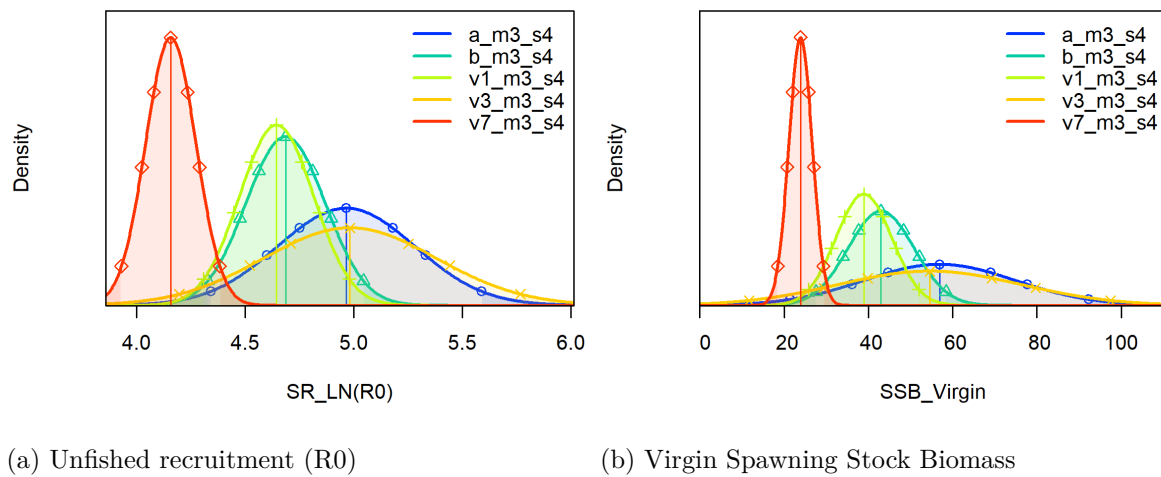 a_m3_s4
b_m3_s4
v1_m3_s4
v3_m3_s4
v7_m3_s4
Density
4.0 4.5 5.0 5.5 6.0
SR_LN(R0)
(a) Unfished recruitment (R0)
a_m3_s4
b_m3_s4
v1_m3_s4
v3_m3_s4
v7_m3_s4
Density
0 20 40 60 80 100
SSB_Virgin
(b) Virgin Spawning Stock Biomass